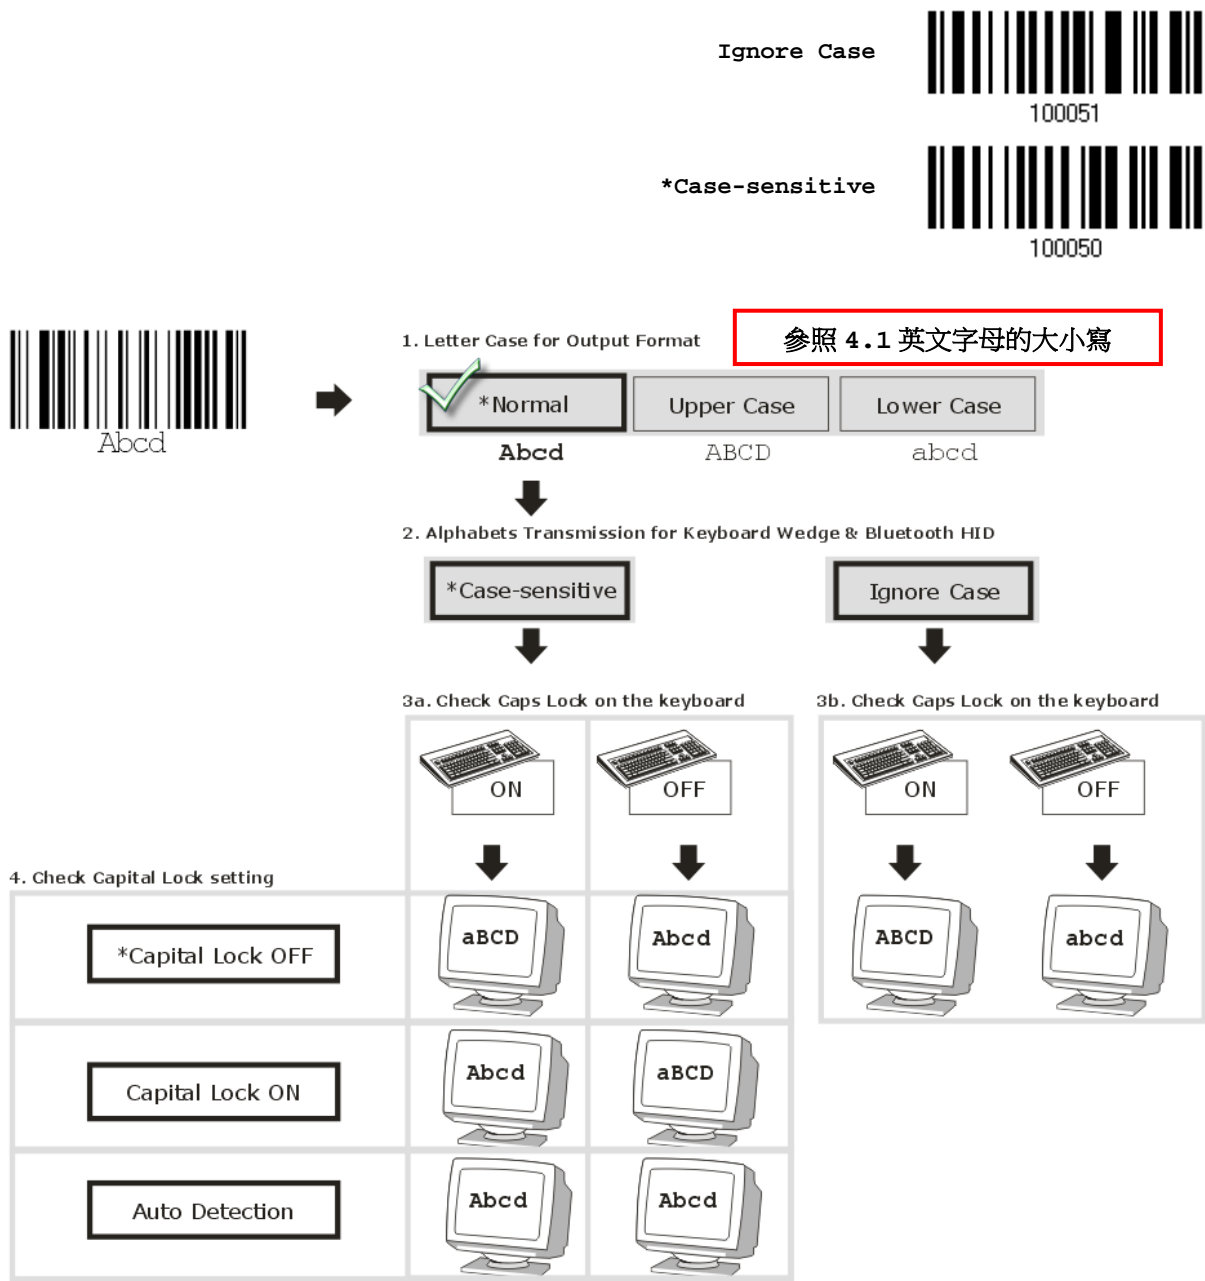 Ignore Case
100051
*Case-sensitive
100050
Abcd
1. Letter Case for Output Format
參照 4.1 英文字母的大小寫
*Normal
Upper Case
Lower Case
Abcd
ABCD
abcd
2. Alphabets Transmission for Keyboard Wedge & Bluetooth HID
*Case-sensitive
Ignore Case
3a. Check Caps Lock on the keyboard
3b. Check Caps Lock on the keyboard
ON
OFF
ON
OFF
4. Check Capital Lock setting
*Capital Lock OFF
aBCD
Abcd
ABCD
abcd
Capital Lock ON
Abcd
aBCD
Auto Detection
Abcd
Abcd